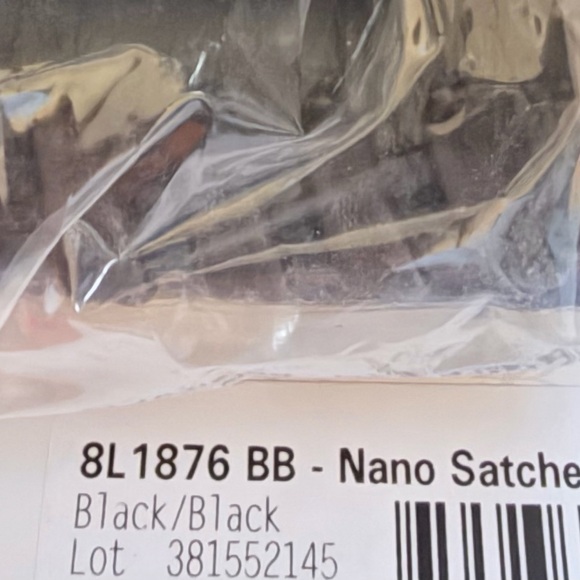 8L1876 BB - Nano Satche
Black/Black
Lot 381552145